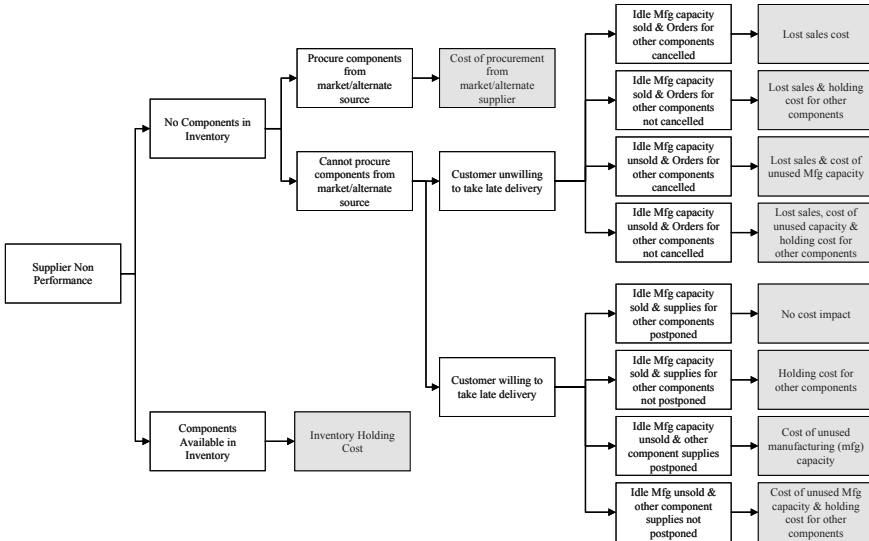 Supplier Non
Performance
No Components in
Inventory
Components
Available in
Inventory
Procure components
from
market/alternate
source
Cannot procure
components from
market/alternate
source
Inventory Holding
Cost
Cost of procurement
from
market/alternate
supplier
Customer unwilling
to take late delivery
Customer willing to
take late delivery
Idle Mfg capacity
sold & Orders for
other components
cancelled
Lost sales cost
Idle Mfg capacity
sold & Orders for
other components
not cancelled
Lost sales & holding
cost for other
components
Idle Mfg capacity
unsold & Orders for
other components
cancelled
Lost sales & cost of
unused Mfg capacity
Idle Mfg capacity
unsold & Orders for
other components
not cancelled
Lost sales, cost of
unused capacity &
holding cost for
other components
Idle Mfg capacity
sold & supplies for
other components
postponed
No cost impact
Idle Mfg capacity
sold & supplies for
other components
not postponed
Holding cost for
other components
Idle Mfg capacity
unsold & other
component supplies
postponed
Cost of unused
manufacturing (mfg)
capacity
Idle Mfg unsold &
other component
supplies not
postponed
Cost of unused Mfg
capacity & holding
cost for other
components